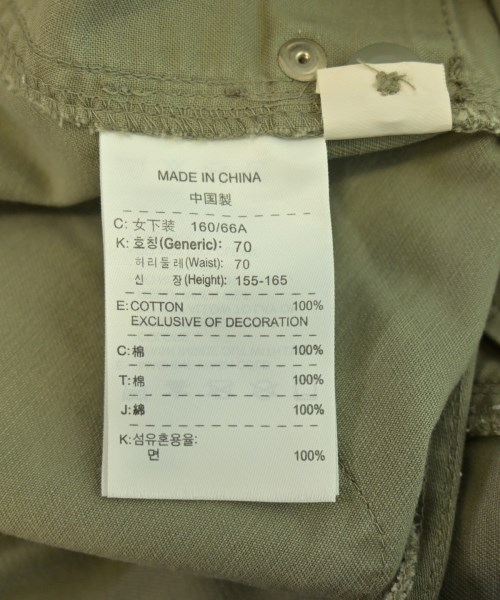 MADE IN CHINA
中国製
C: 女下装 160/66A
K: 호칭(Generic): 70
허리둘레(Waist): 70
신 장(Height): 155-165
E: COTTON 100%
EXCLUSIVE OF DECORATION
C: 棉 100%
T: 棉 100%
J: 綿 100%
K: 섬유혼용율:
면 100%